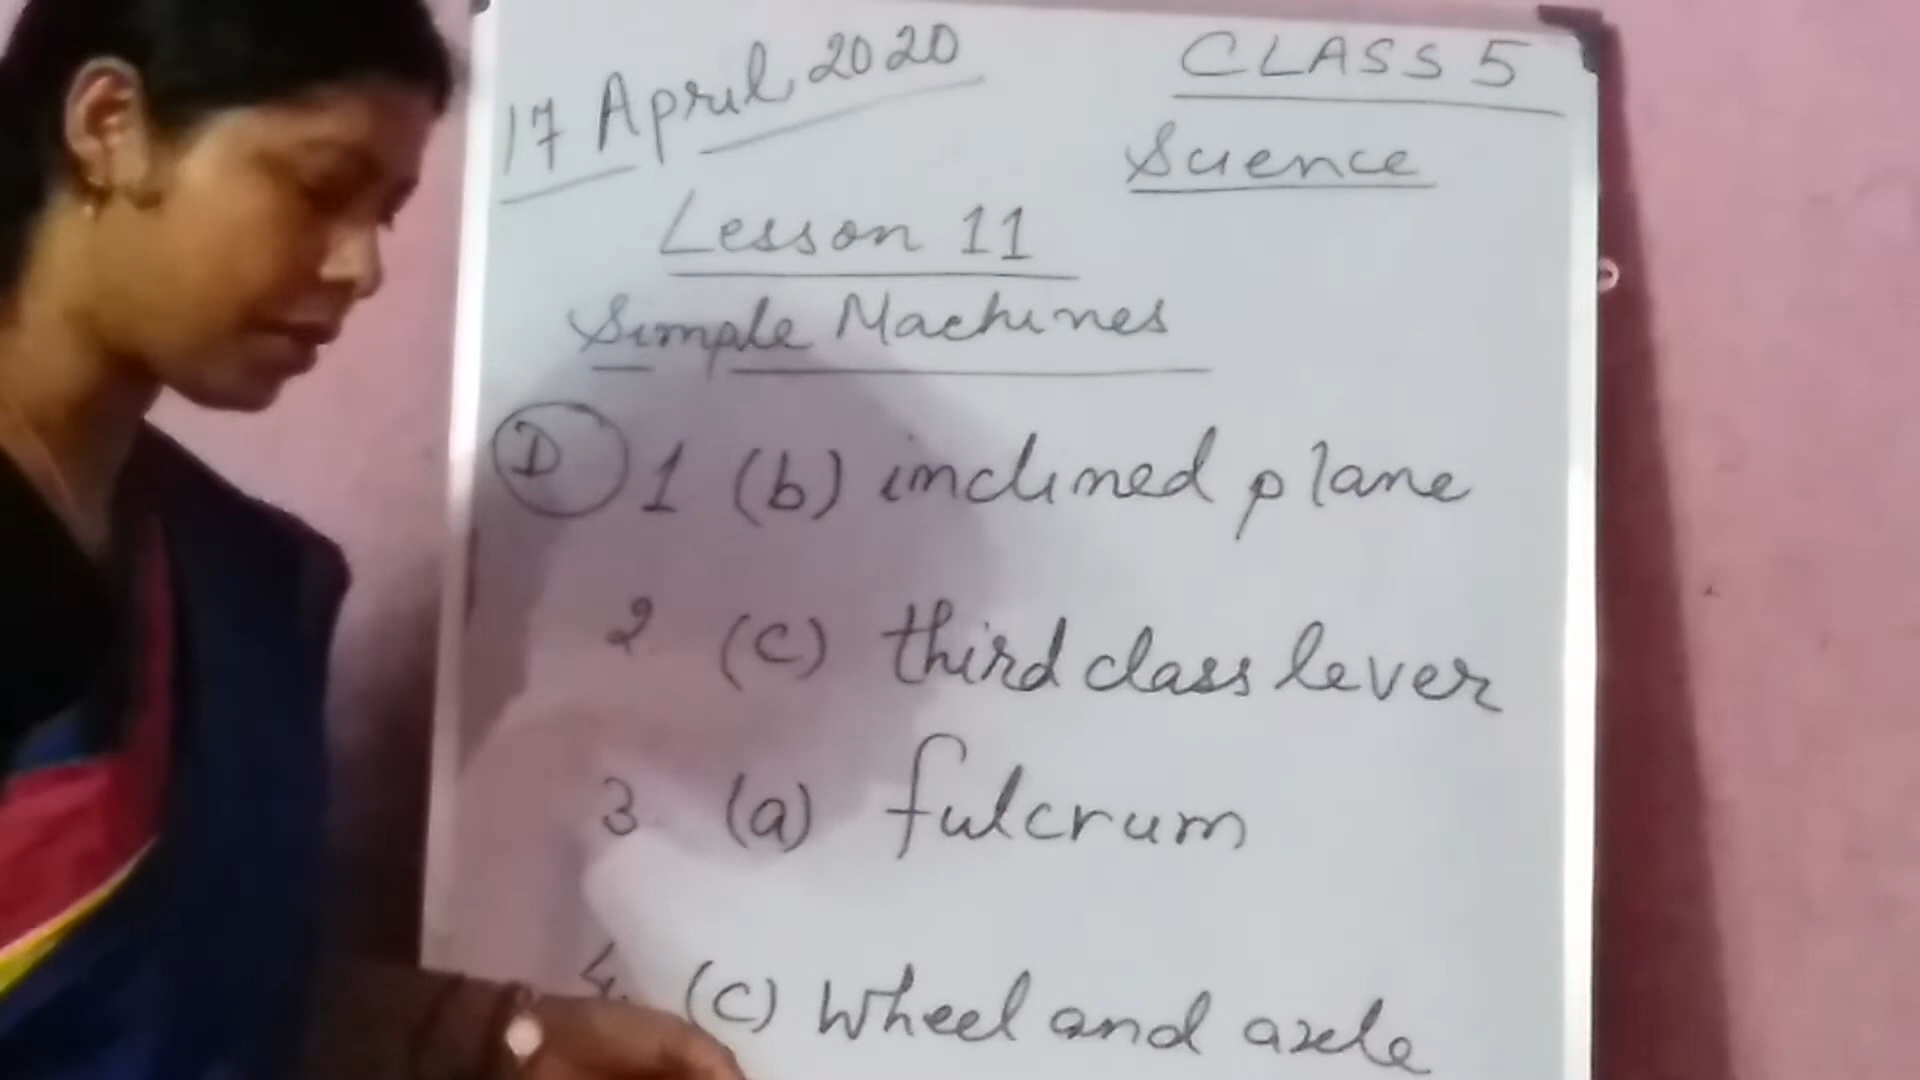 17 April 2020
CLASS 5
Science
Lesson 11
Simple Machines
D 1 (b) inclined plane
2. (c) third class lever
3. (a) fulcrum
4. (c) Wheel and axle